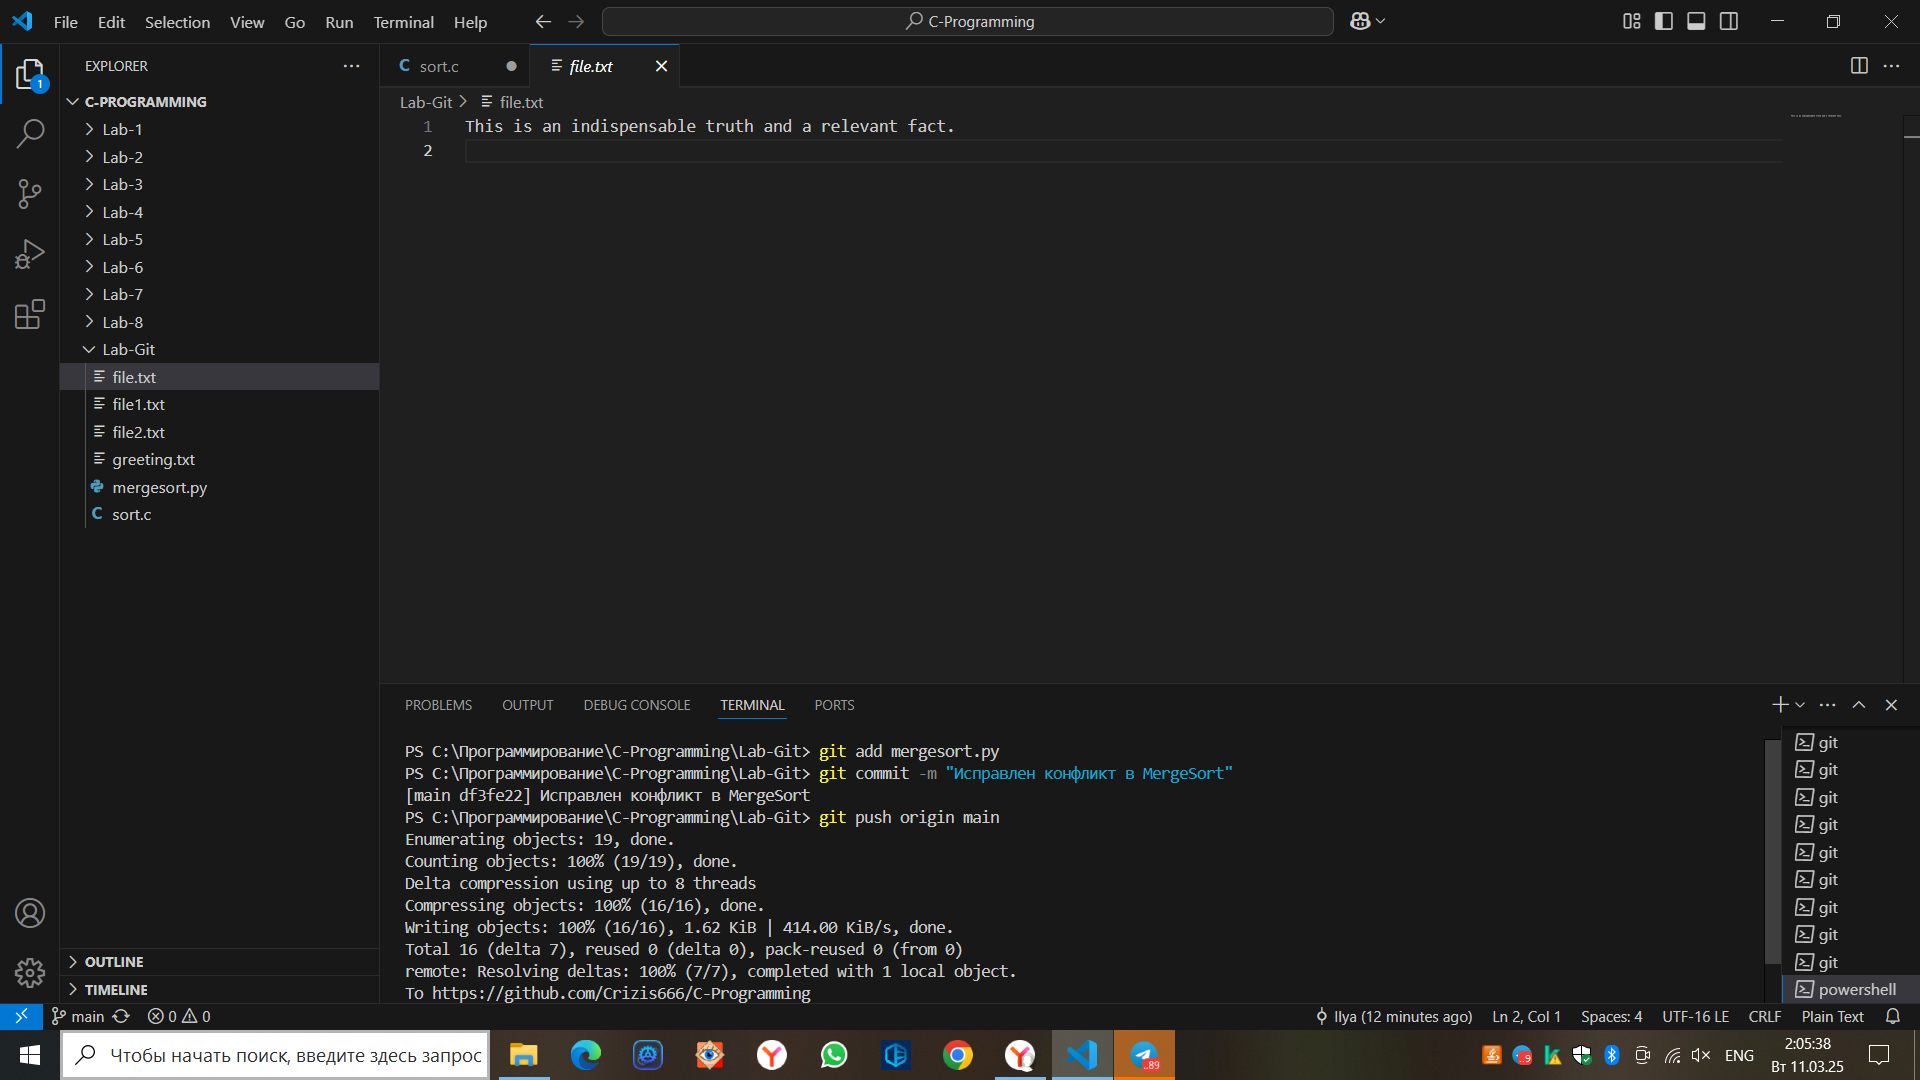 File Edit Selection View Go Run Terminal Help
C-Programming
EXPLORER
1
C-PROGRAMMING
Lab-1
Lab-2
Lab-3
Lab-4
Lab-5
Lab-6
Lab-7
Lab-8
Lab-Git
file.txt
file1.txt
file2.txt
greeting.txt
mergesort.py
C sort.c
OUTLINE
TIMELINE
C sort.c
file.txt
Lab-Git > file.txt
1 This is an indispensable truth and a relevant fact.
2
PROBLEMS OUTPUT DEBUG CONSOLE TERMINAL PORTS
PS C:\Программирование\C-Programming\Lab-Git> git add mergesort.py
PS C:\Программирование\C-Programming\Lab-Git> git commit -m "Исправлен конфликт в MergeSort"
[main df3fe22] Исправлен конфликт в MergeSort
PS C:\Программирование\C-Programming\Lab-Git> git push origin main
Enumerating objects: 19, done.
Counting objects: 100% (19/19), done.
Delta compression using up to 8 threads
Compressing objects: 100% (16/16), done.
Writing objects: 100% (16/16), 1.62 KiB | 414.00 KiB/s, done.
Total 16 (delta 7), reused 0 (delta 0), pack-reused 0 (from 0)
remote: Resolving deltas: 100% (7/7), completed with 1 local object.
To https://github.com/Crizis666/C-Programming
git
git
git
git
git
git
git
git
git
powershell
main 0 0
Ilya (12 minutes ago) Ln 2, Col 1 Spaces: 4 UTF-16 LE CRLF Plain Text
Чтобы начать поиск, введите здесь запрос
..89
..9
ENG
2:05:38
Вт 11.03.25